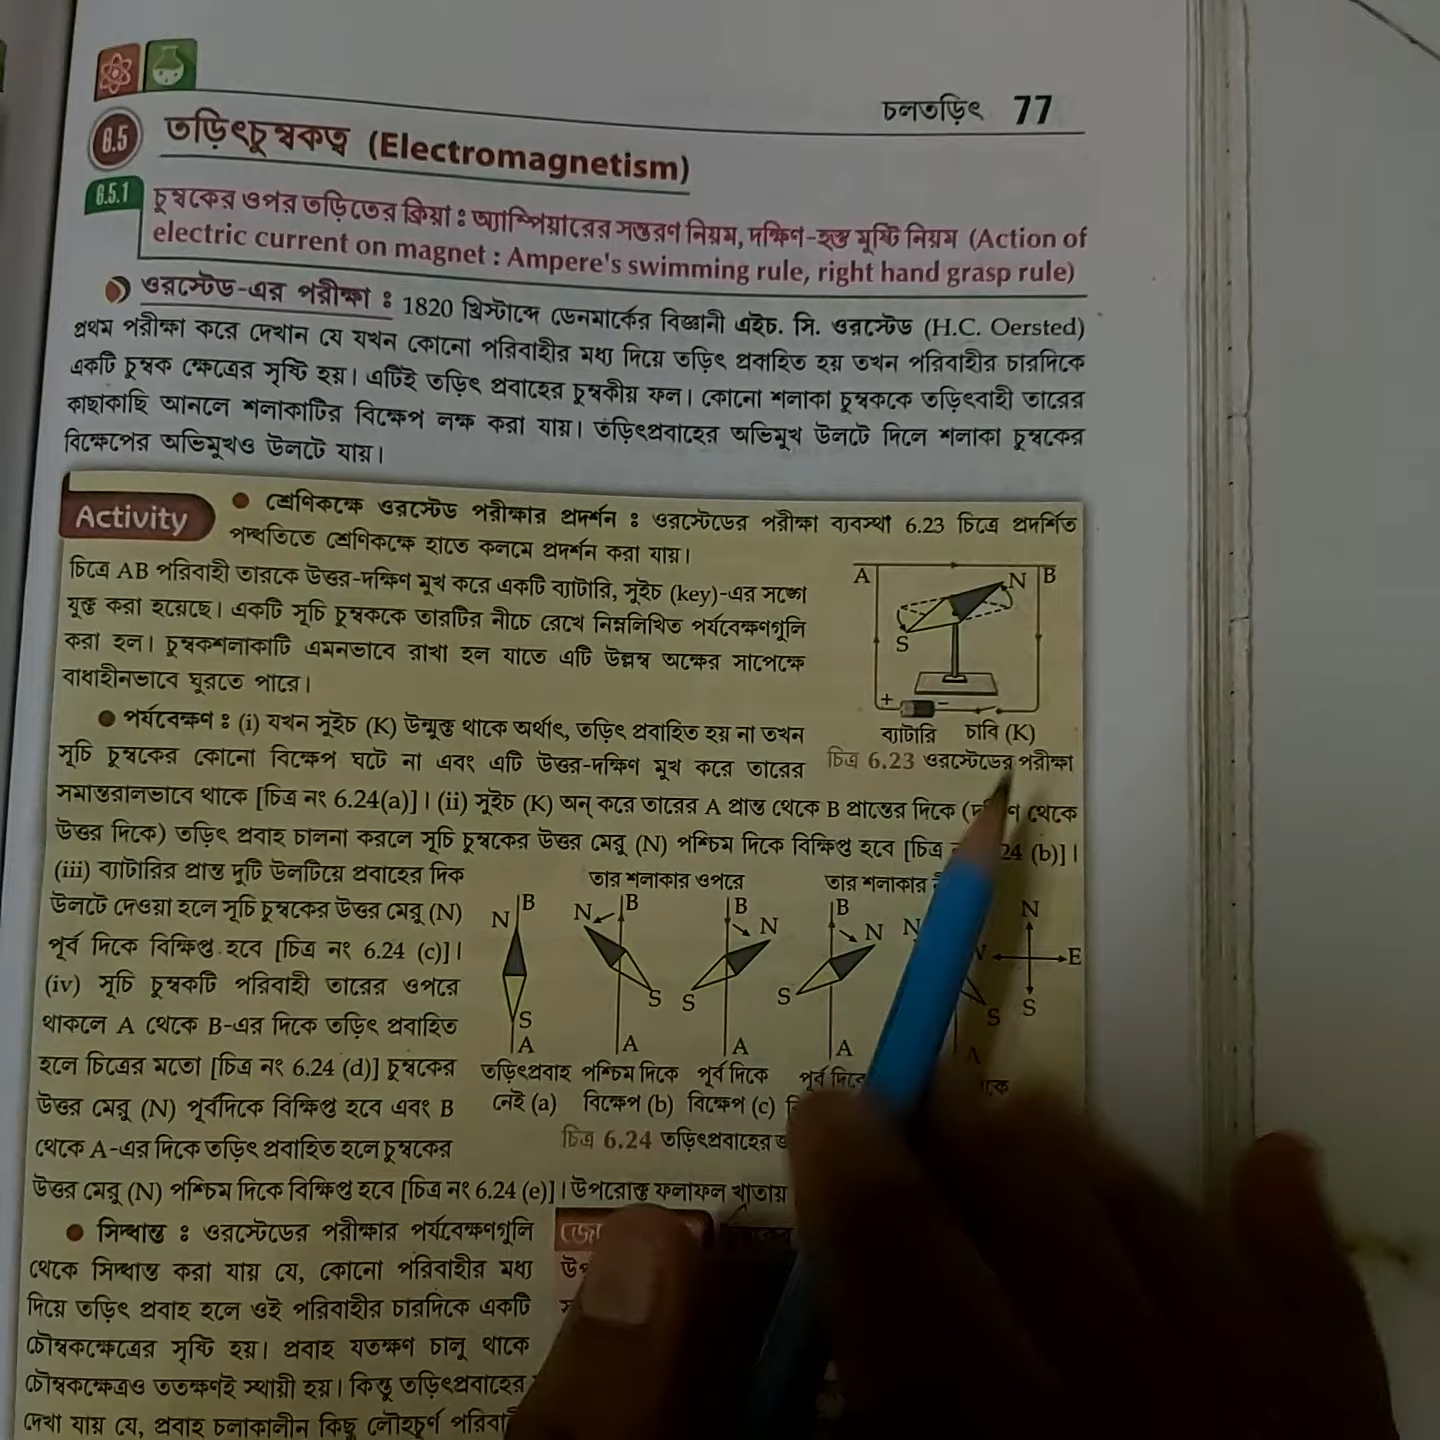 চলতড়িৎ 77
6.5 তড়িৎচুম্বকত্ব (Electromagnetism)
6.5.1 চুম্বকের ওপর তড়িতের ক্রিয়া : অ্যাম্পিয়ারের সন্তরণ নিয়ম, দক্ষিণ-হস্ত মুষ্টি নিয়ম (Action of
electric current on magnet : Ampere's swimming rule, right hand grasp rule)
ওরস্টেড-এর পরীক্ষা : 1820 খ্রিস্টাব্দে ডেনমার্কের বিজ্ঞানী এইচ. সি. ওরস্টেড (H.C. Oersted)
প্রথম পরীক্ষা করে দেখান যে যখন কোনো পরিবাহীর মধ্য দিয়ে তড়িৎ প্রবাহিত হয় তখন পরিবাহীর চারদিকে
একটি চুম্বক ক্ষেত্রের সৃষ্টি হয়। এটিই তড়িৎ প্রবাহের চুম্বকীয় ফল। কোনো শলাকা চুম্বককে তড়িৎবাহী তারের
কাছাকাছি আনলে শলাকাটির বিক্ষেপ লক্ষ করা যায়। তড়িৎপ্রবাহের অভিমুখ উলটে দিলে শলাকা চুম্বকের
বিক্ষেপের অভিমুখও উলটে যায়।
Activity
● শ্রেণিকক্ষে ওরস্টেড পরীক্ষার প্রদর্শন : ওরস্টেডের পরীক্ষা ব্যবস্থা 6.23 চিত্রে প্রদর্শিত
পদ্ধতিতে শ্রেণিকক্ষে হাতে কলমে প্রদর্শন করা যায়।
চিত্রে AB পরিবাহী তারকে উত্তর-দক্ষিণ মুখ করে একটি ব্যাটারি, সুইচ (key)-এর সঙ্গে
যুক্ত করা হয়েছে। একটি সূচি চুম্বককে তারটির নীচে রেখে নিম্নলিখিত পর্যবেক্ষণগুলি
করা হল। চুম্বকশলাকাটি এমনভাবে রাখা হল যাতে এটি উল্লম্ব অক্ষের সাপেক্ষে
বাধাহীনভাবে ঘুরতে পারে।
A N B
S
+ −
ব্যাটারি চাবি (K)
চিত্র 6.23 ওরস্টেডের পরীক্ষা
● পর্যবেক্ষণ : (i) যখন সুইচ (K) উন্মুক্ত থাকে অর্থাৎ, তড়িৎ প্রবাহিত হয় না তখন
সূচি চুম্বকের কোনো বিক্ষেপ ঘটে না এবং এটি উত্তর-দক্ষিণ মুখ করে তারের
সমান্তরালভাবে থাকে [চিত্র নং 6.24(a)]। (ii) সুইচ (K) অন্ করে তারের A প্রান্ত থেকে B প্রান্তের দিকে থেকে
উত্তর দিকে) তড়িৎ প্রবাহ চালনা করলে সূচি চুম্বকের উত্তর মেরু (N) পশ্চিম দিকে বিক্ষিপ্ত হবে [চিত্র 24 (b)]।
(iii) ব্যাটারির প্রান্ত দুটি উলটিয়ে প্রবাহের দিক
উলটে দেওয়া হলে সূচি চুম্বকের উত্তর মেরু (N)
পূর্ব দিকে বিক্ষিপ্ত হবে [চিত্র নং 6.24 (c)]।
(iv) সূচি চুম্বকটি পরিবাহী তারের ওপরে
থাকলে A থেকে B-এর দিকে তড়িৎ প্রবাহিত
হলে চিত্রের মতো [চিত্র নং 6.24 (d)] চুম্বকের
উত্তর মেরু (N) পূর্বদিকে বিক্ষিপ্ত হবে এবং B
থেকে A-এর দিকে তড়িৎ প্রবাহিত হলে চুম্বকের
উত্তর মেরু (N) পশ্চিম দিকে বিক্ষিপ্ত হবে [চিত্র নং 6.24 (e)]। উপরোক্ত ফলাফল খাতায়
তার শলাকার ওপরে তার শলাকার
N B N B B N B N N N
E
S S S S S S
A A A A A
তড়িৎপ্রবাহ পশ্চিম দিকে পূর্ব দিকে পূর্ব দিকে
নেই (a) বিক্ষেপ (b) বিক্ষেপ (c)
চিত্র 6.24 তড়িৎপ্রবাহের
● সিদ্ধান্ত : ওরস্টেডের পরীক্ষার পর্যবেক্ষণগুলি
থেকে সিদ্ধান্ত করা যায় যে, কোনো পরিবাহীর মধ্য
দিয়ে তড়িৎ প্রবাহ হলে ওই পরিবাহীর চারদিকে একটি
চৌম্বকক্ষেত্রের সৃষ্টি হয়। প্রবাহ যতক্ষণ চালু থাকে
চৌম্বকক্ষেত্রও ততক্ষণই স্থায়ী হয়। কিন্তু তড়িৎপ্রবাহের
দেখা যায় যে, প্রবাহ চলাকালীন কিছু লৌহচূর্ণ